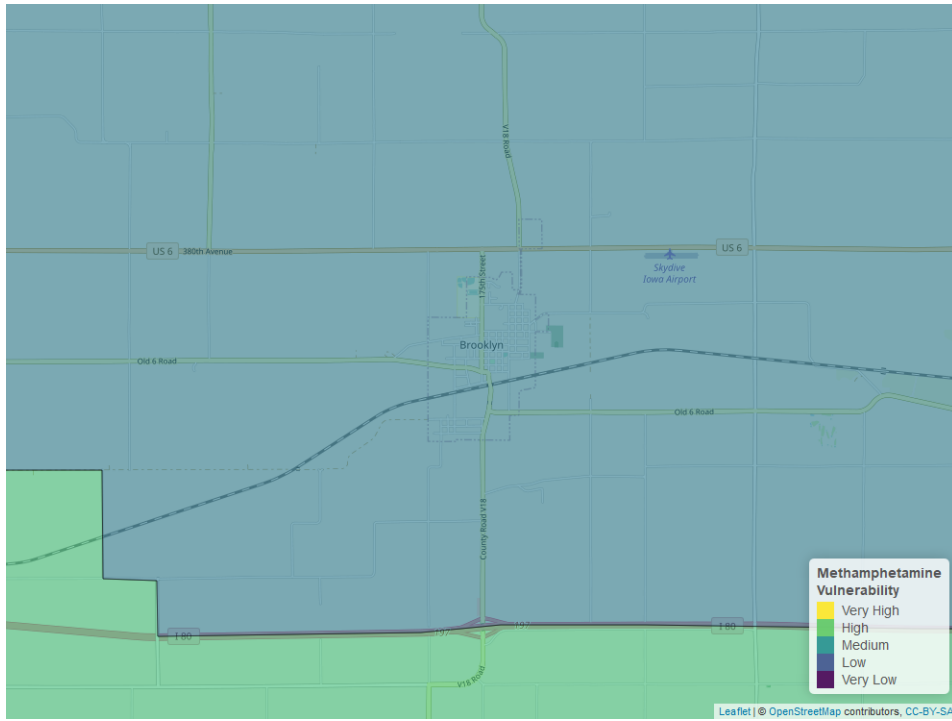 V18 Road
US 6
380th Avenue
US 6
175th Street
Skydive
Iowa Airport
Brooklyn
Old 6 Road
Old 6 Road
County Road V18
I 80
197
197
I 80
V18 Road
Methamphetamine
Vulnerability
Very High
High
Medium
Low
Very Low
Leaflet | © OpenStreetMap contributors, CC-BY-SA